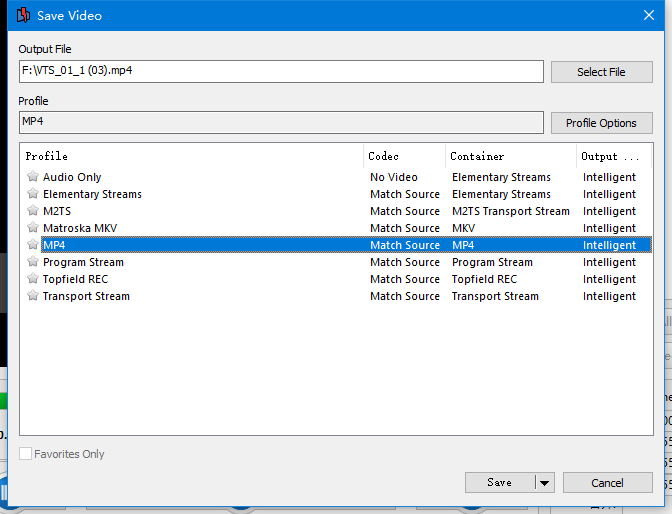 Save Video
Output File
F:\VTS_01_1 (03).mp4
Select File
Profile
MP4
Profile Options
Profile Codec Container Output ...
Audio Only No Video Elementary Streams Intelligent
Elementary Streams Match Source Elementary Streams Intelligent
M2TS Match Source M2TS Transport Stream Intelligent
Matroska MKV Match Source MKV Intelligent
MP4 Match Source MP4 Intelligent
Program Stream Match Source Program Stream Intelligent
Topfield REC Match Source Topfield REC Intelligent
Transport Stream Match Source Transport Stream Intelligent
Favorites Only
Save
Cancel